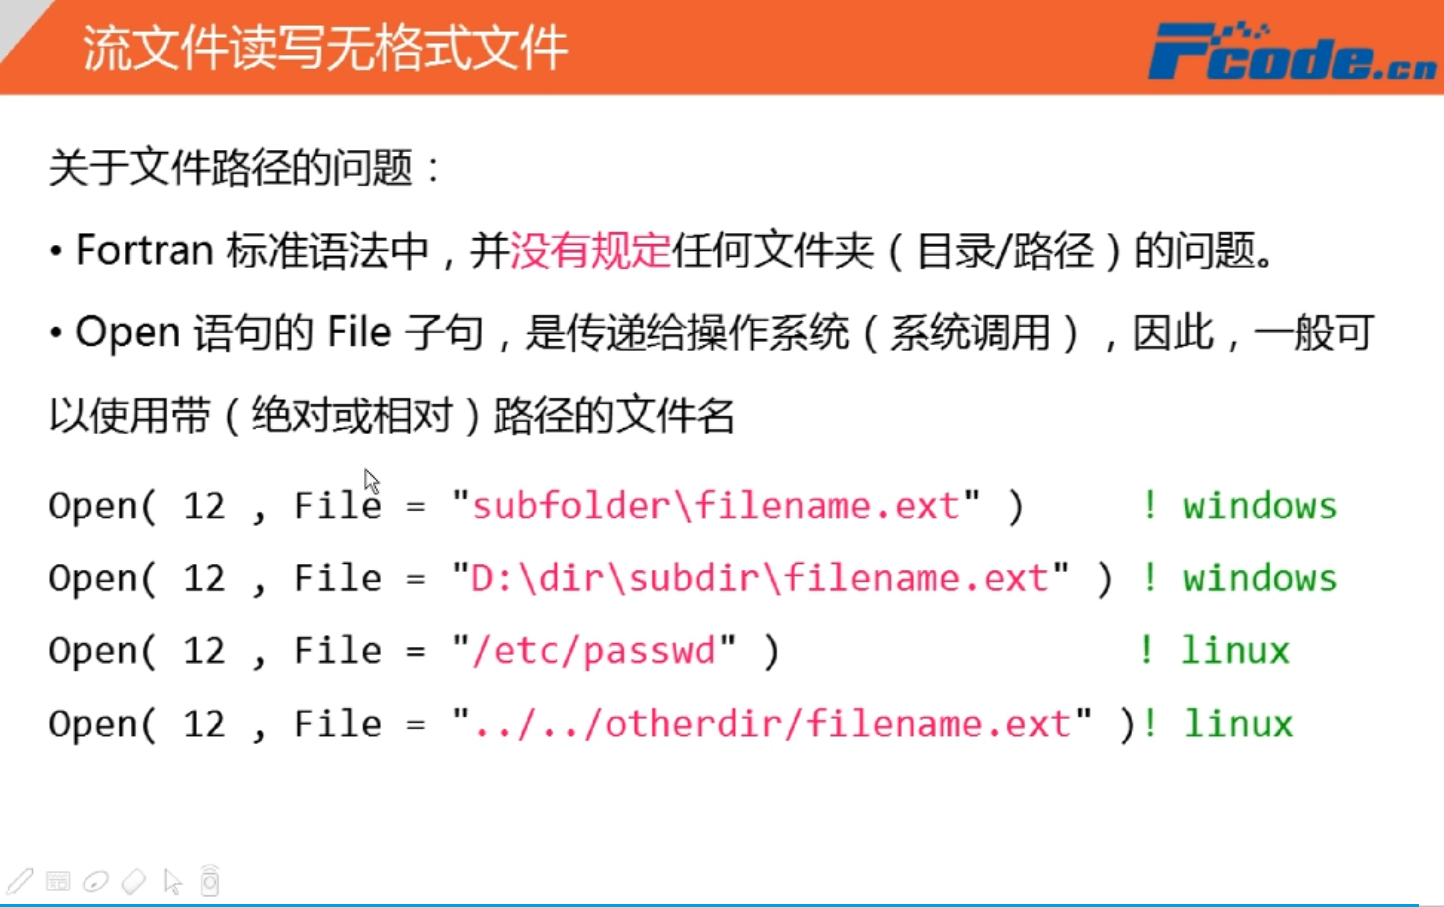 流文件读写无格式文件
Fcode.cn
关于文件路径的问题：
• Fortran 标准语法中，并没有规定任何文件夹（目录/路径）的问题。
• Open 语句的 File 子句，是传递给操作系统（系统调用），因此，一般可
以使用带（绝对或相对）路径的文件名
Open( 12 , File = "subfolder\filename.ext" ) ! windows
Open( 12 , File = "D:\dir\subdir\filename.ext" ) ! windows
Open( 12 , File = "/etc/passwd" ) ! linux
Open( 12 , File = "../../otherdir/filename.ext" )! linux